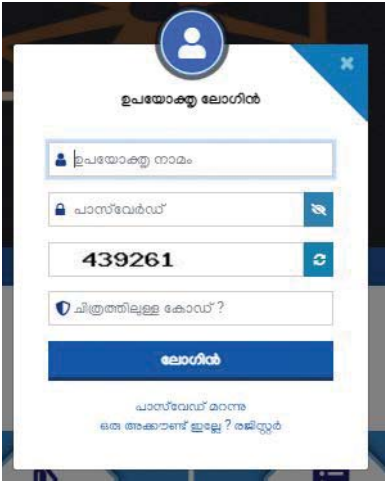 ഉപയോക്തൃ ലോഗിൻ
ഉപയോക്തൃ നാമം
പാസ്‌വേർഡ്
439261
ചിത്രത്തിലുള്ള കോഡ് ?
ലോഗിൻ
പാസ്‌വേഡ് മറന്നു
ഒരു അക്കൗണ്ട് ഇല്ലേ ? രജിസ്റ്റർ